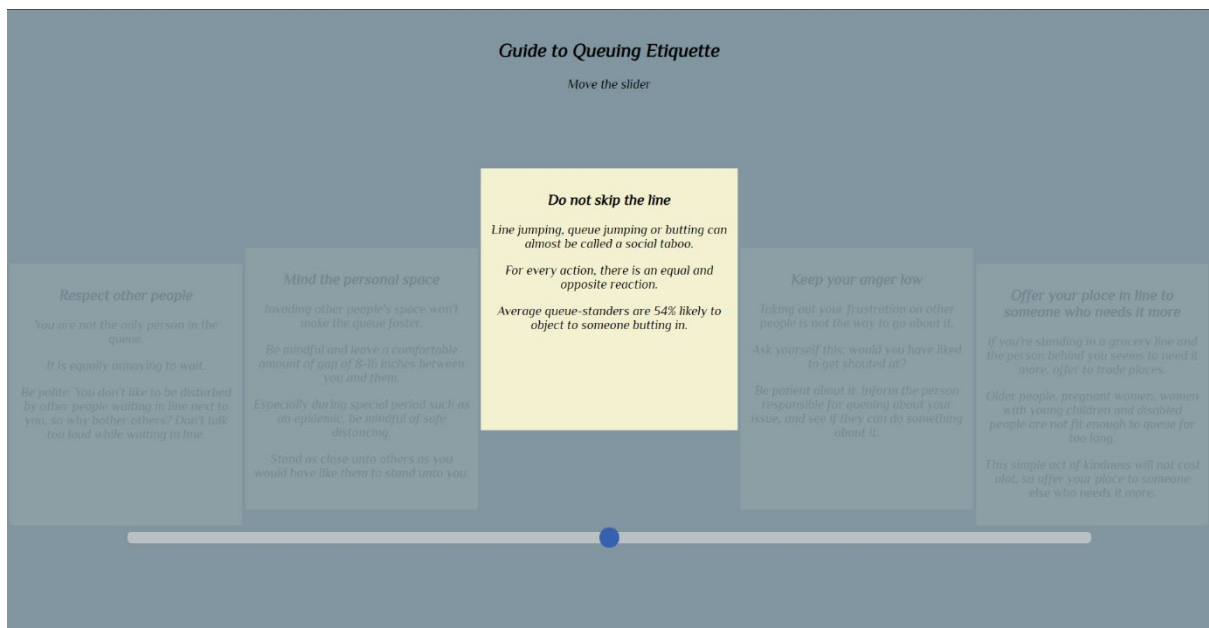 Guide to Queuing Etiquette
Move the slider
Respect other people
You are not the only person in the
queue.
It is equally annoying to wait.
Be polite. You don't like to be disturbed
by other people waiting in line next to
you, so why bother others? Don't talk
too loud while waiting in line.
Mind the personal space
Invading other people's space won't
make the queue faster.
Be mindful and leave a comfortable
amount of gap of 8-16 inches between
you and them.
Especially during special period such as
an epidemic, be mindful of safe
distancing.
Stand as close unto others as you
would have like them to stand unto you.
Do not skip the line
Line jumping, queue jumping or butting can
almost be called a social taboo.
For every action, there is an equal and
opposite reaction.
Average queue-standers are 54% likely to
object to someone butting in.
Keep your anger low
Taking out your frustration on other
people is not the way to go about it.
Ask yourself this: would you have liked
to get shouted at?
Be patient about it. Inform the person
responsible for queuing about your
issue, and see if they can do something
about it.
Offer your place in line to
someone who needs it more
If you're standing in a grocery line and
the person behind you seems to need it
more, offer to trade places.
Older people, pregnant women, women
with young children and disabled
people are not fit enough to queue for
too long.
This simple act of kindness will not cost
alot, so offer your place to someone
else who needs it more.